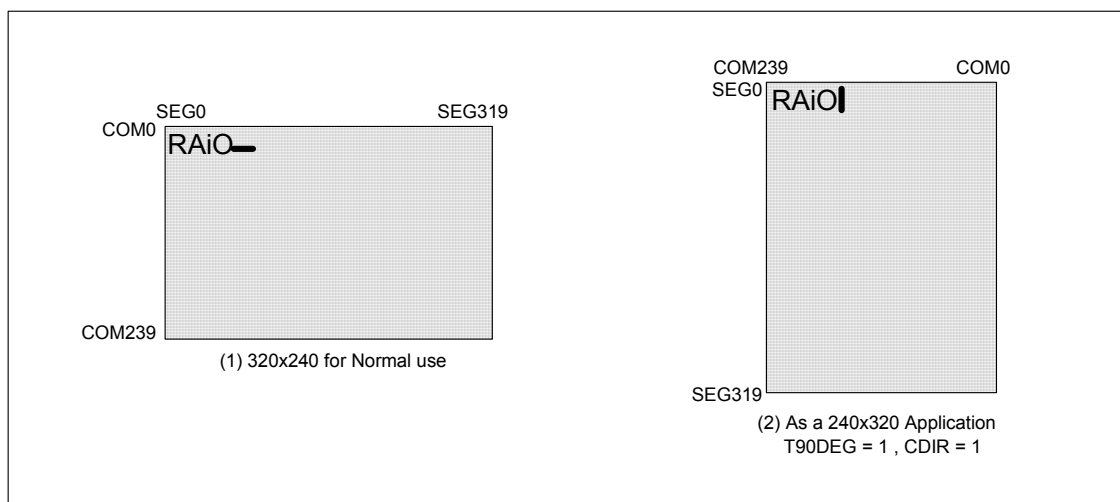 SEG0 SEG319
COM0
RAiO
COM239
(1) 320x240 for Normal use
COM239 COM0
SEG0
RAiO
SEG319
(2) As a 240x320 Application
T90DEG = 1 , CDIR = 1